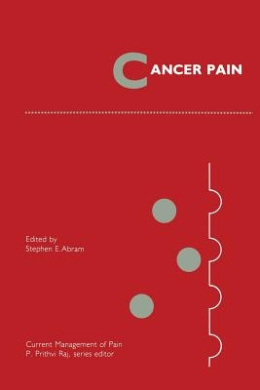 CANCER PAIN
Edited by
Stephen E. Abram
Current Management of Pain
P. Prithvi Raj, series editor